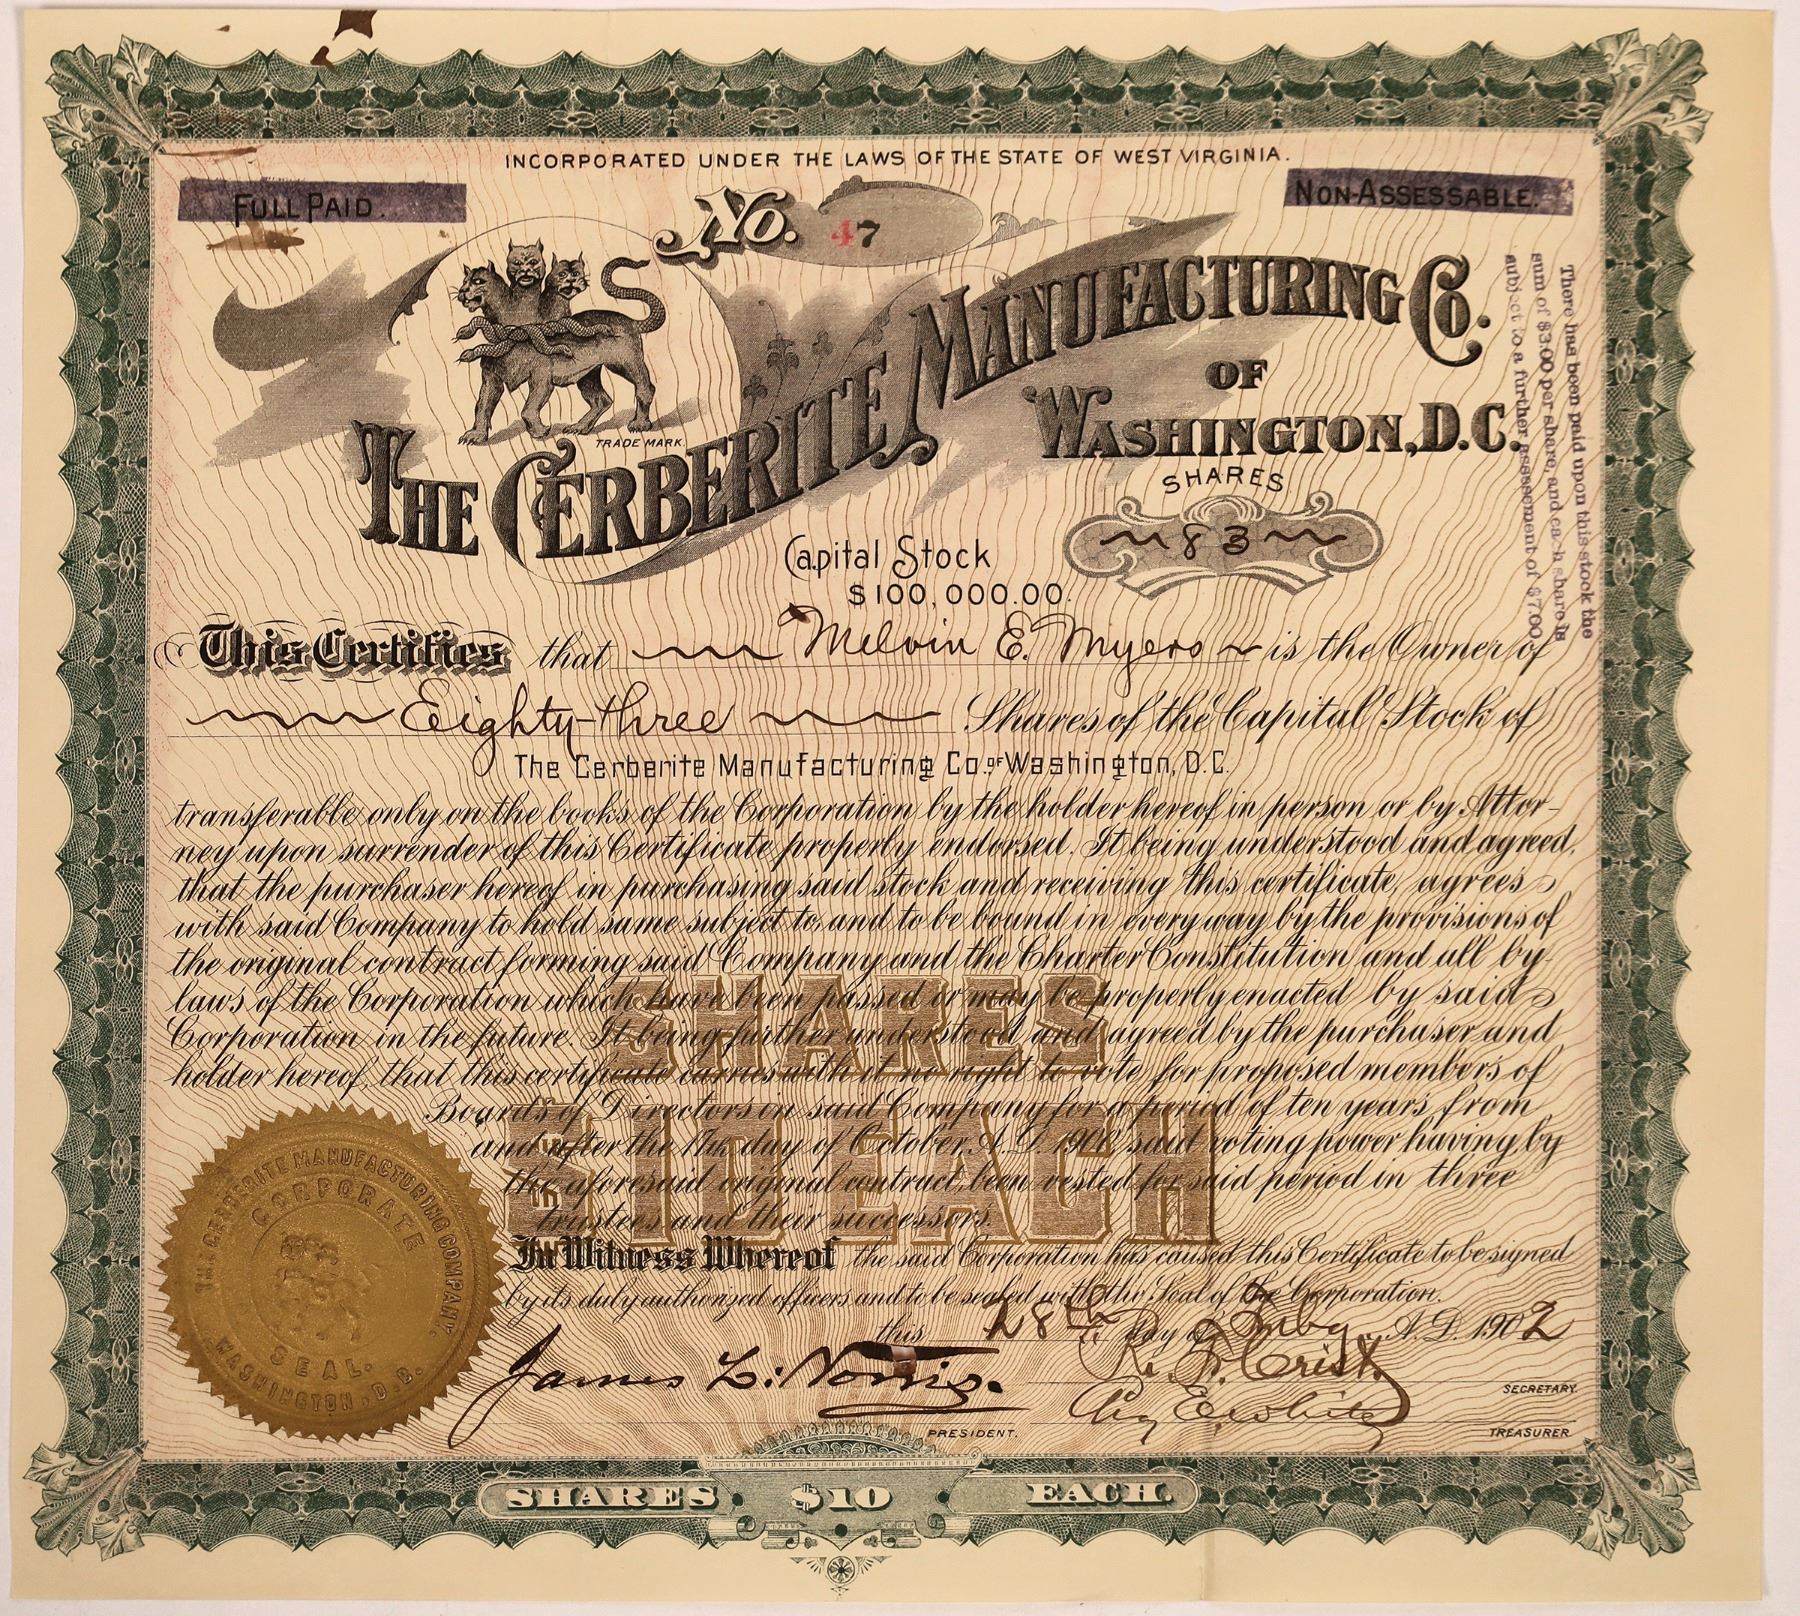 INCORPORATED UNDER THE LAWS OF THE STATE OF WEST VIRGINIA.
FULL PAID.
No. 47
NON-ASSESSABLE.
There has been paid upon this stock the
sum of $3.00 per share, and each share is
subject to a further assessment of $7.00
TRADE MARK.
THE CERBERITE MANUFACTURING CO.
OF
WASHINGTON, D.C.
SHARES
83
Capital Stock
$100,000.00.
This Certifies that Melvin E. Myers is the Owner of
Eighty-three Shares of the Capital Stock of
The Cerberite Manufacturing Co. of Washington, D.C.
transferable only on the books of the Corporation by the holder hereof in person or by Attor-
ney upon surrender of this Certificate properly endorsed. It being understood and agreed,
that the purchaser hereof in purchasing said stock and receiving this certificate, agrees
with said Company to hold same subject to, and to be bound in every way by the provisions of
the original contract forming said Company and the Charter Constitution and all by-
laws of the Corporation which have been passed or may be properly enacted by said
Corporation in the future. It being further understood and agreed by the purchaser and
holder hereof, that this certificate carries with it no right to vote for proposed members of
Boards of Directors in said Company for a period of ten years from
and after the 17th day of October, A.D. 1900, said voting power having by
the aforesaid original contract, been vested for said period in three
trustees and their successors.
SHARES
$10 EACH
In Witness Whereof the said Corporation has caused this Certificate to be signed
by its duly authorized officers and to be sealed with the Seal of the Corporation.
this 28th day of A.D. 1902
THE CERBERITE MANUFACTURING COMPANY.
CORPORATE
SEAL.
WASHINGTON, D.C.
James L. Norris.
PRESIDENT.
R. F. Crist
SECRETARY.
E. White
TREASURER
SHARES $10 EACH.